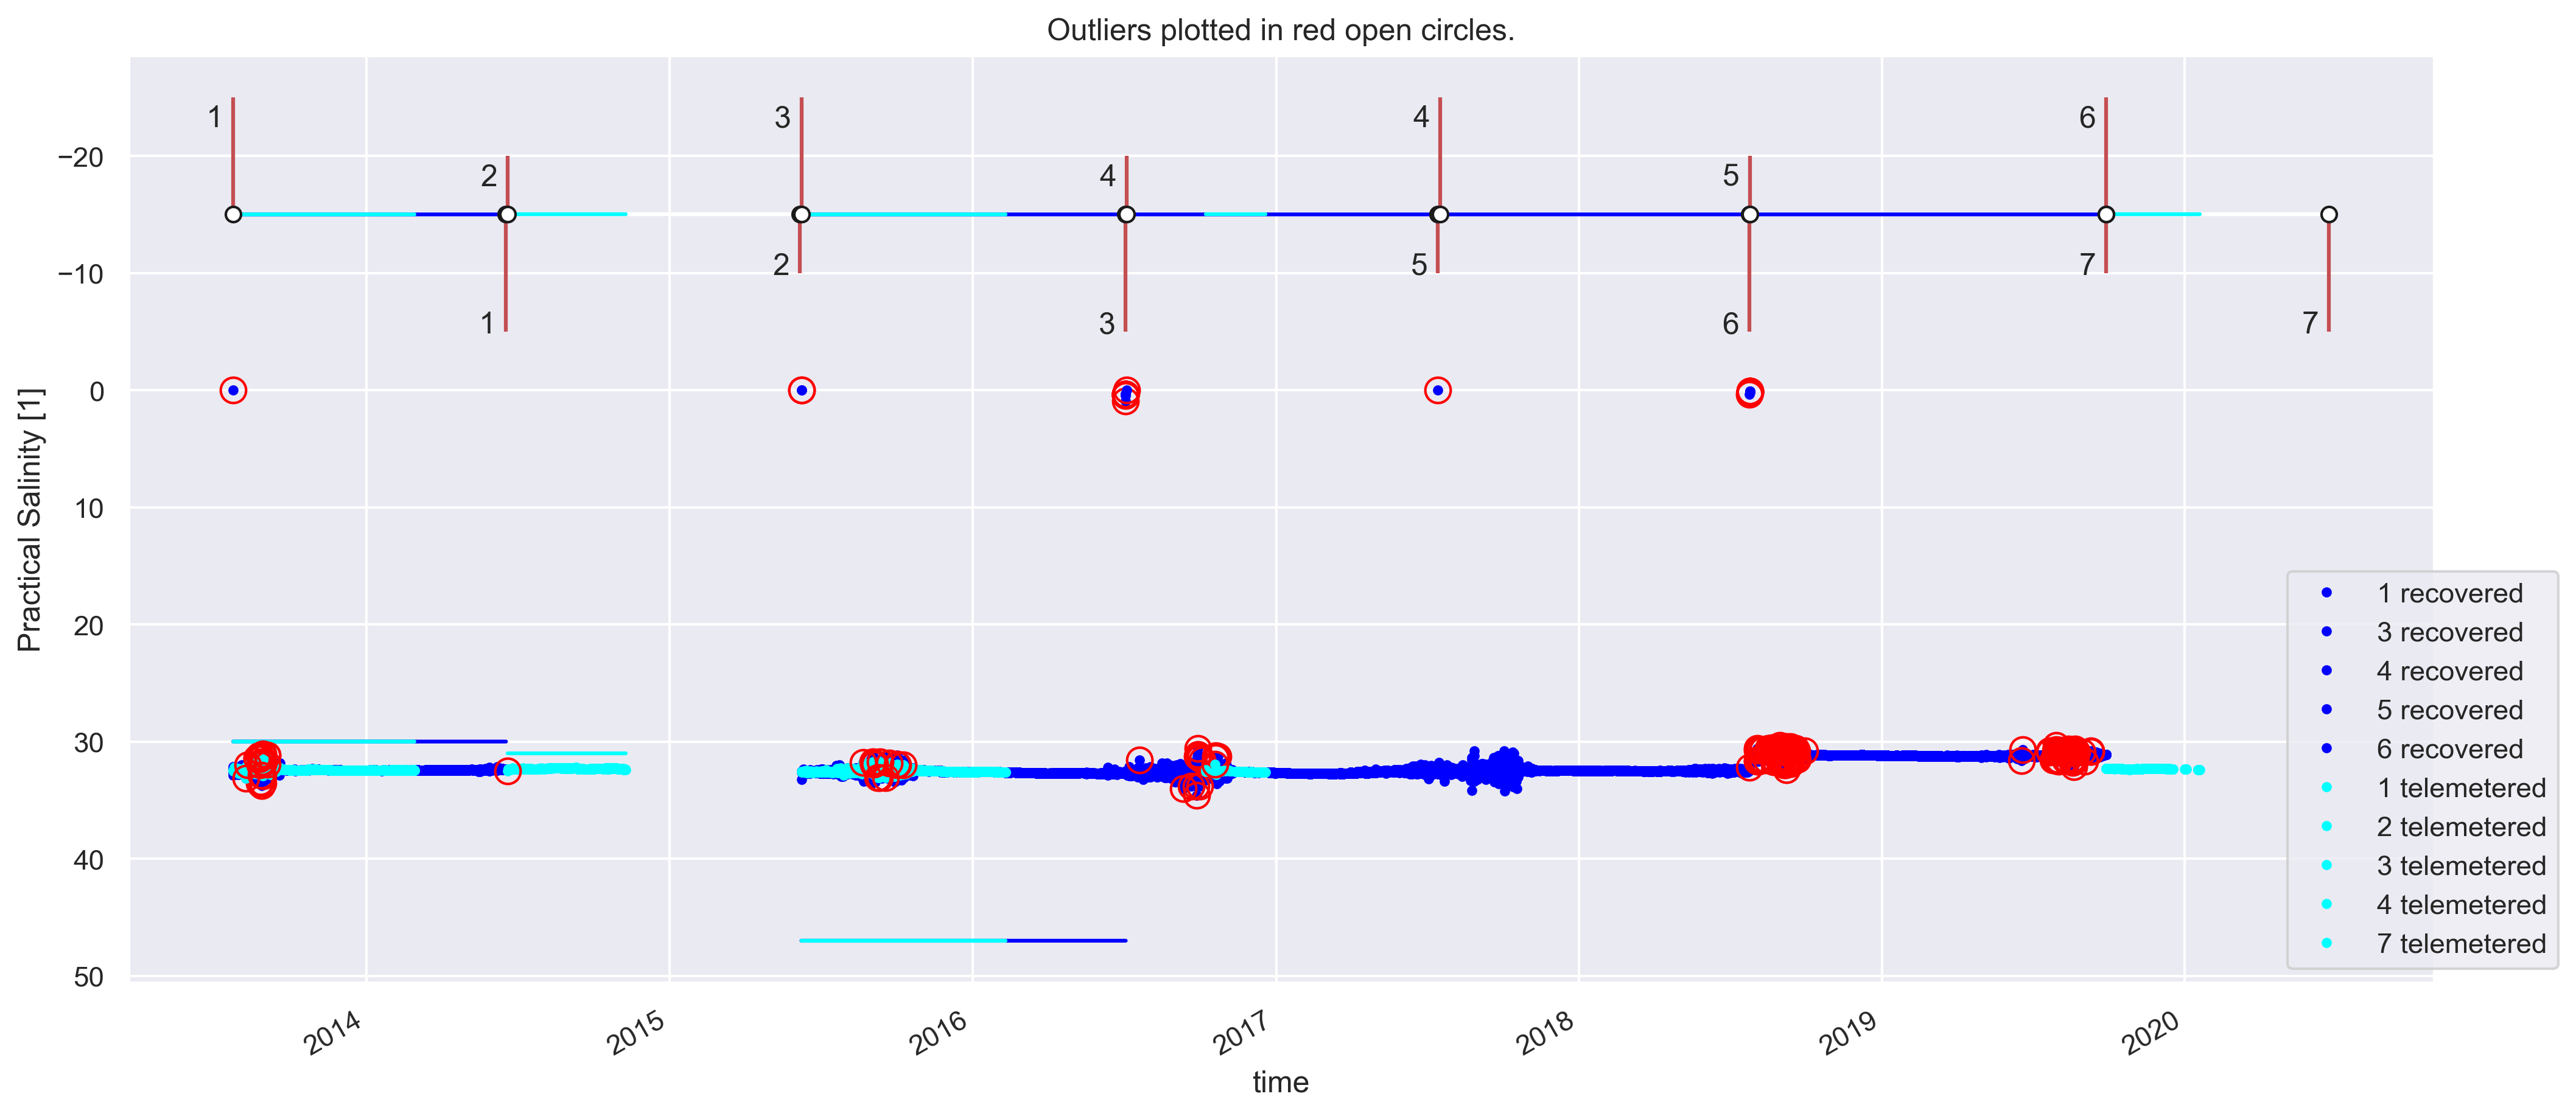 Outliers plotted in red open circles.
1
3
4
6
2
4
5
−20
−10
2
5
7
1
3
6
7
0
10
20
30
40
50
Practical Salinity [1]
1 recovered
3 recovered
4 recovered
5 recovered
6 recovered
1 telemetered
2 telemetered
3 telemetered
4 telemetered
7 telemetered
2014
2015
2016
2017
2018
2019
2020
time